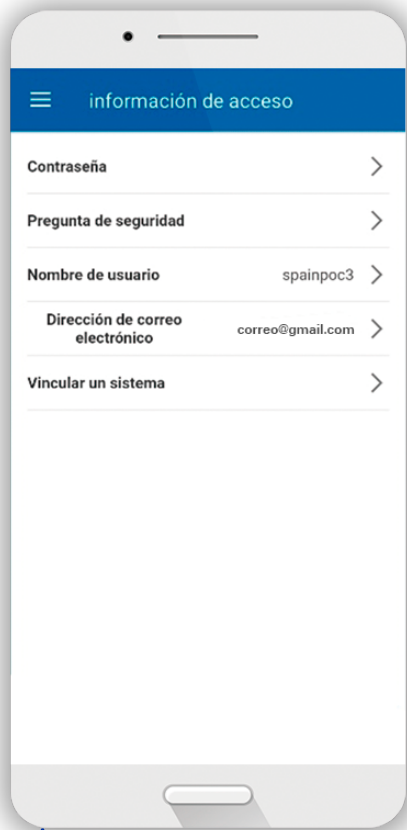 información de acceso
Contraseña
Pregunta de seguridad
Nombre de usuario spainpoc3
Dirección de correo
electrónico correo@gmail.com
Vincular un sistema